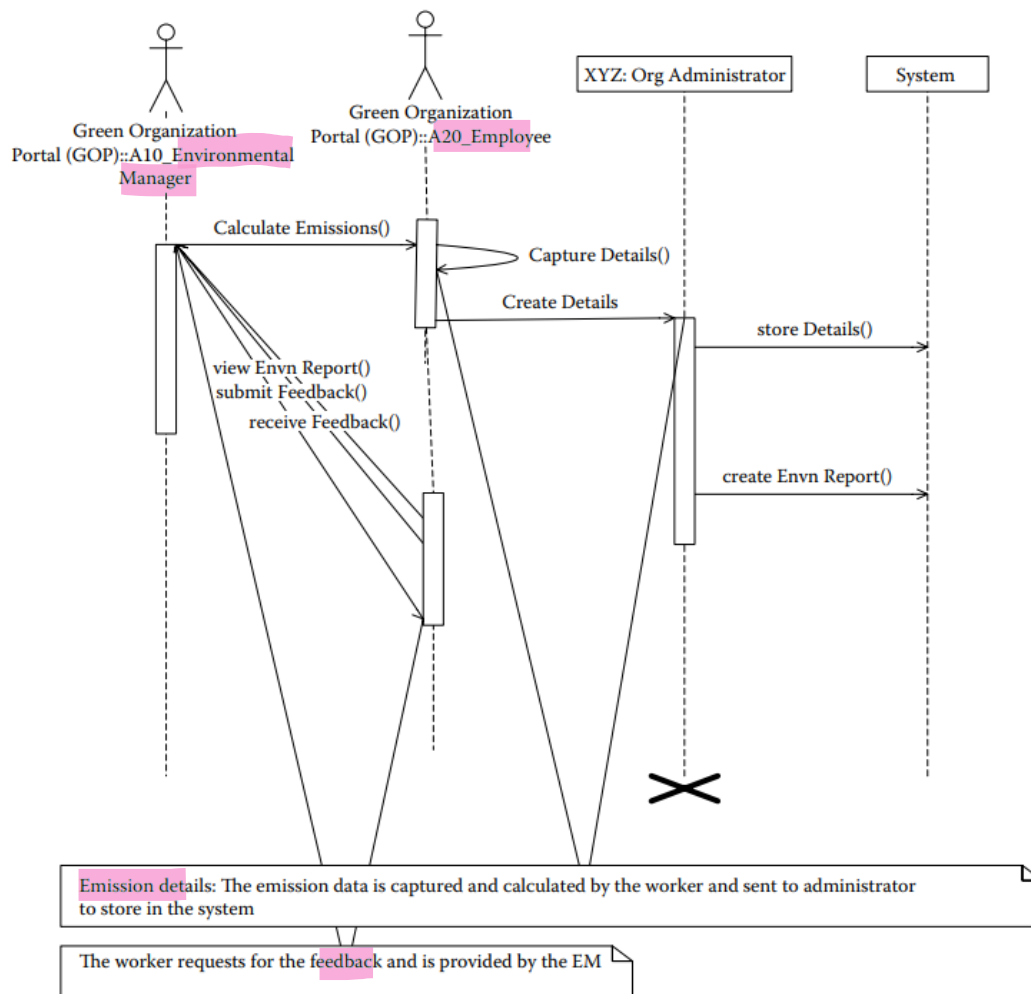 Green Organization
Portal (GOP)::A10_Environmental
Manager
Green Organization
Portal (GOP)::A20_Employee
XYZ: Org Administrator
System
Calculate Emissions()
Capture Details()
Create Details
store Details()
view Envn Report()
submit Feedback()
receive Feedback()
create Envn Report()
Emission details: The emission data is captured and calculated by the worker and sent to administrator
to store in the system
The worker requests for the feedback and is provided by the EM